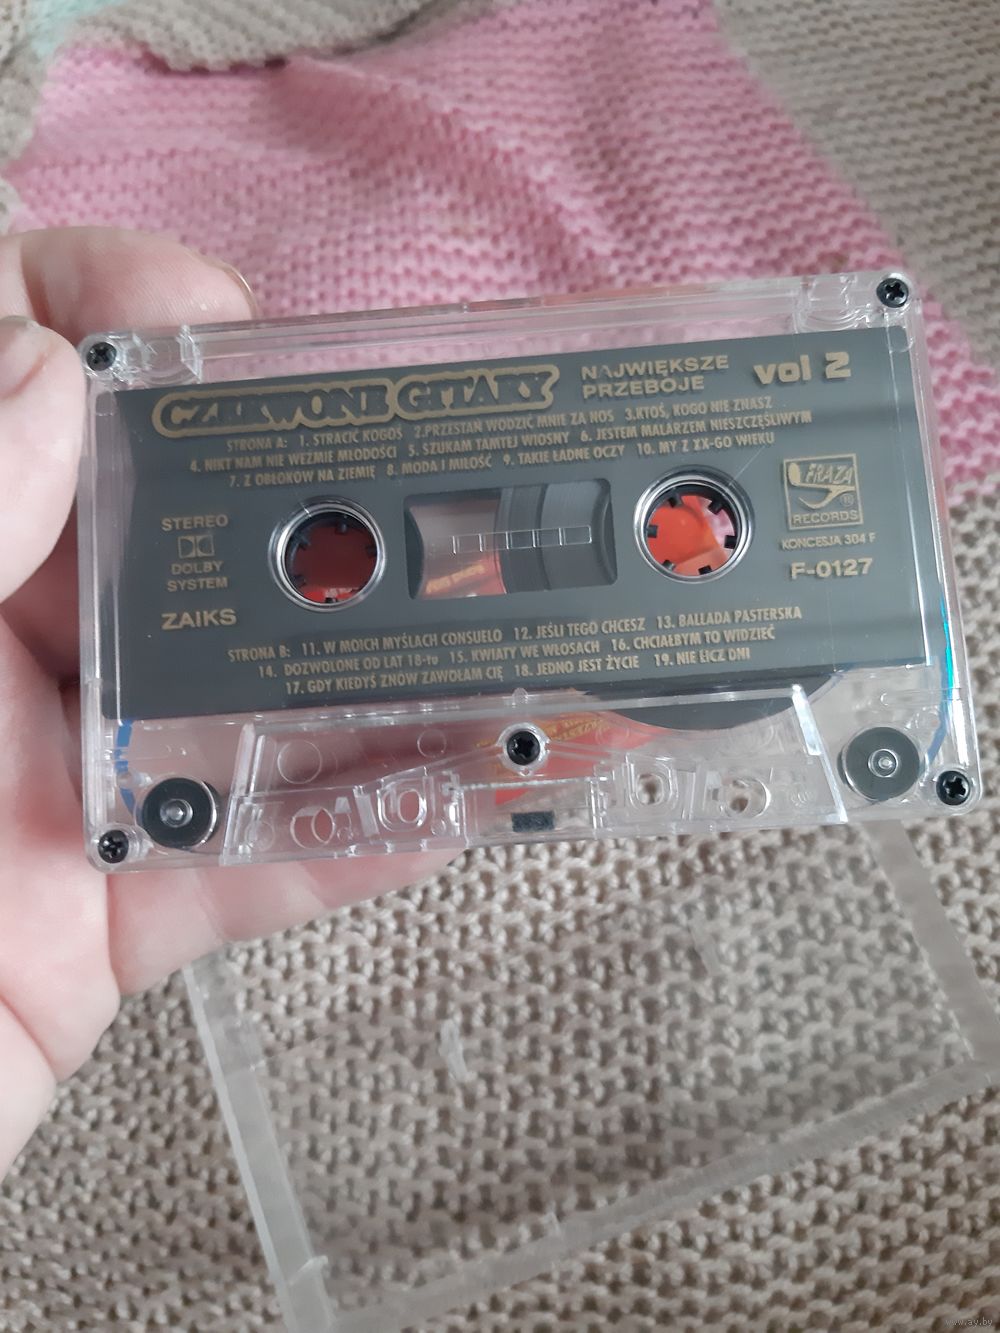 CZERWONE GITARY
NAJWIĘKSZE
PRZEBOJE
vol 2
STRONA A: 1. STRACIĆ KOGOŚ 2.PRZESTAŃ WODZIĆ MNIE ZA NOS 3.KTOŚ, KOGO NIE ZNASZ
4. NIKT NAM NIE WEŹMIE MŁODOŚCI 5. SZUKAM TAMTEJ WIOSNY 6. JESTEM MALARZEM NIESZCZĘŚLIWYM
7. Z OBŁOKÓW NA ZIEMIĘ 8. MODA I MIŁOŚĆ 9. TAKIE ŁADNE OCZY 10. MY Z XX-GO WIEKU
STEREO
DOLBY
SYSTEM
ZAIKS
FRAZA
®
RECORDS
KONCESJA 304 F
F-0127
STRONA B: 11. W MOICH MYŚLACH CONSUELO 12. JEŚLI TEGO CHCESZ 13. BALLADA PASTERSKA
14. DOZWOLONE OD LAT 18-tu 15. KWIATY WE WŁOSACH 16. CHCIAŁBYM TO WIDZIEĆ
17. GDY KIEDYŚ ZNÓW ZAWOŁAM CIĘ 18. JEDNO JEST ŻYCIE 19. NIE LICZ DNI
www.ay.by